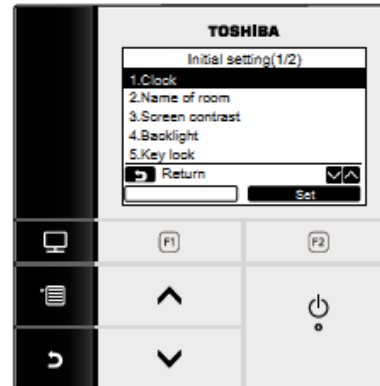 TOSHIBA
Initial setting(1/2)
1.Clock
2.Name of room
3.Screen contrast
4.Backlight
5.Key lock
Return
Set
F1
F2